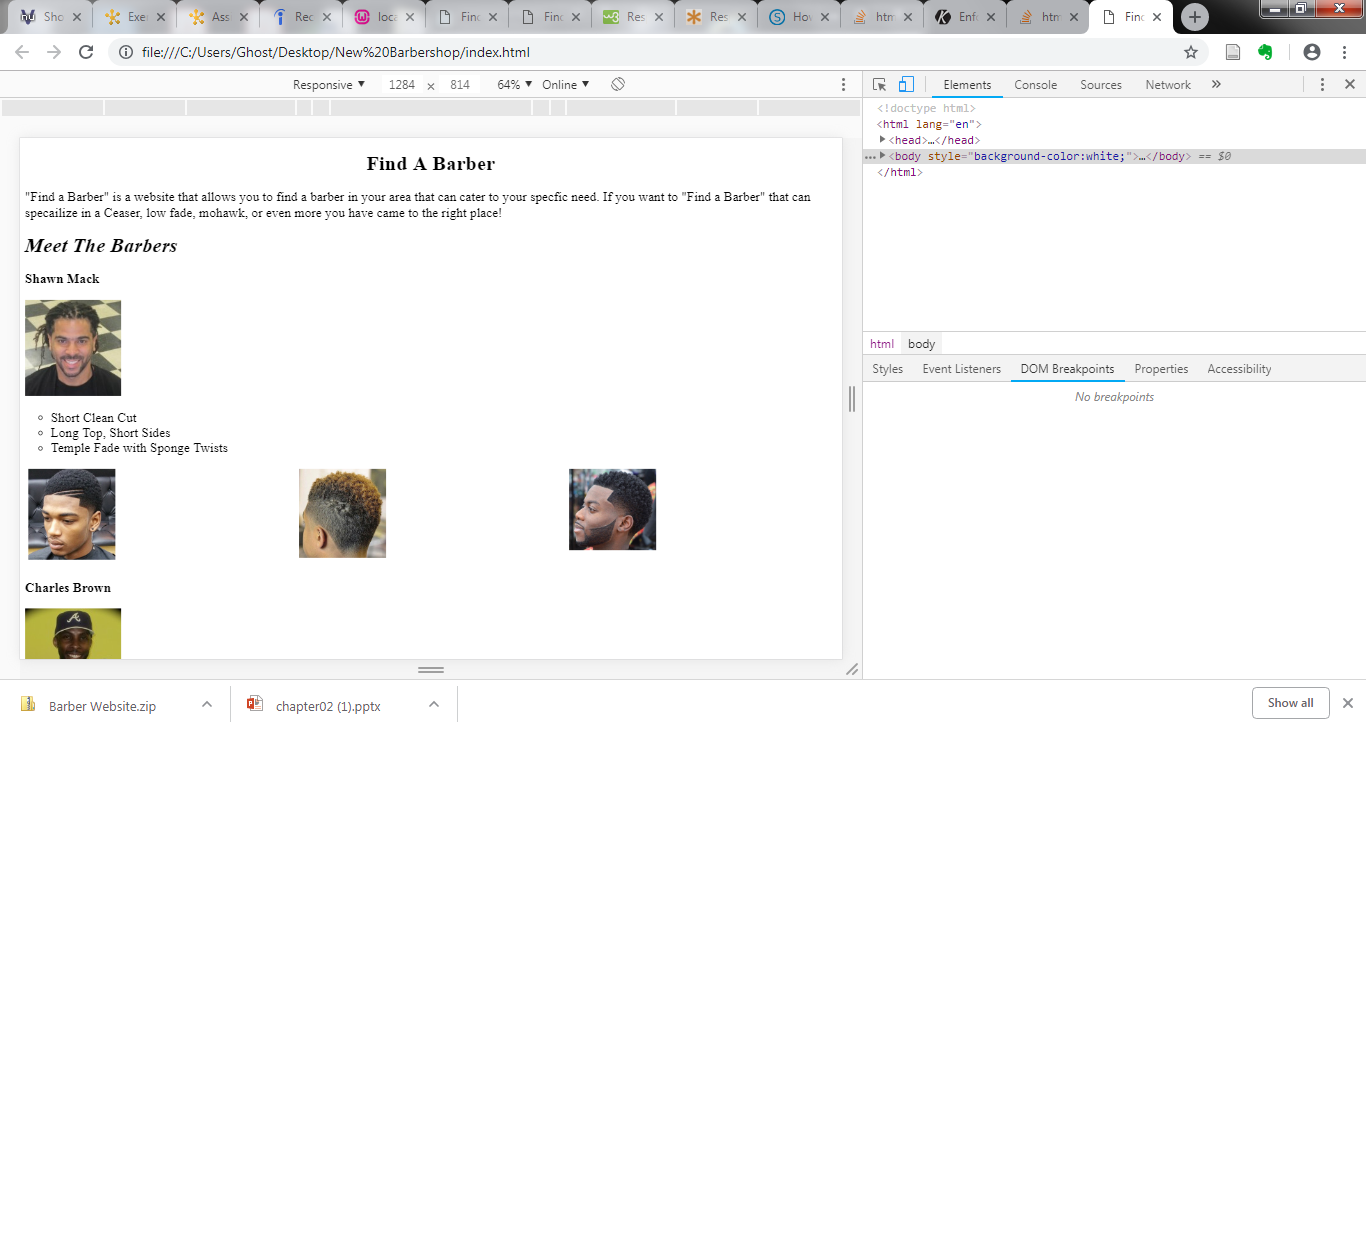 Sho
Exe
Ass
Rec
loca
Find
Find
Res
Res
Hov
htm
Enfo
htm
Find
file:///C:/Users/Ghost/Desktop/New%20Barbershop/index.html
Responsive ▼ 1284 × 814 64% ▼ Online ▼
Elements Console Sources Network »
<!doctype html>
<html lang="en">
<head>…</head>
<body style="background-color:white;">…</body> == $0
</html>
html body
Styles Event Listeners DOM Breakpoints Properties Accessibility
No breakpoints
Find A Barber
"Find a Barber" is a website that allows you to find a barber in your area that can cater to your specfic need. If you want to "Find a Barber" that can
specailize in a Ceaser, low fade, mohawk, or even more you have came to the right place!
Meet The Barbers
Shawn Mack
Short Clean Cut
Long Top, Short Sides
Temple Fade with Sponge Twists
Charles Brown
A
Barber Website.zip
chapter02 (1).pptx
Show all